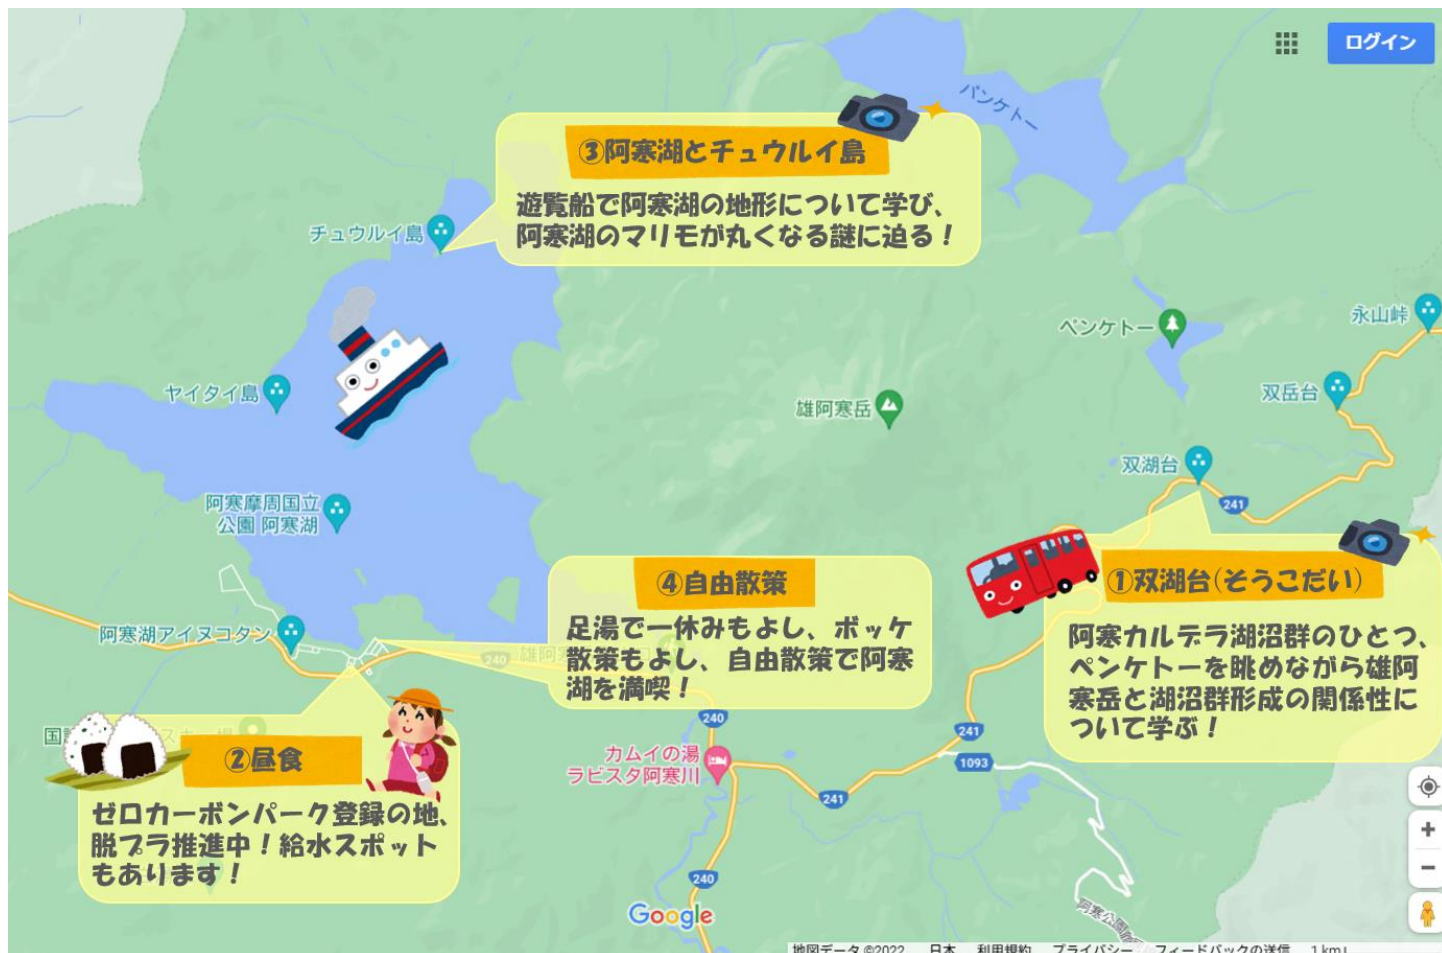 ログイン
パンケトー
③阿寒湖とチュウルイ島
遊覧船で阿寒湖の地形について学び、
阿寒湖のマリモが丸くなる謎に迫る！
チュウルイ島
ペンケトー
永山峠
ヤイタイ島
双岳台
雄阿寒岳
双湖台
阿寒摩周国立
公園 阿寒湖
241
④自由散策
足湯で一休みもよし、ボッケ
散策もよし、自由散策で阿寒
湖を満喫！
①双湖台(そうこだい)
阿寒カルデラ湖沼群のひとつ、
ペンケトーを眺めながら雄阿
寒岳と湖沼群形成の関係性に
ついて学ぶ！
阿寒湖アイヌコタン
240
雄阿寒
240
241
1093
カムイの湯
ラビスタ阿寒川
241
②昼食
ゼロカーボンパーク登録の地、
脱プラ推進中！給水スポット
もあります！
240
Google
地図データ ©2022 日本 利用規約 プライバシー フィードバックの送信 1 km